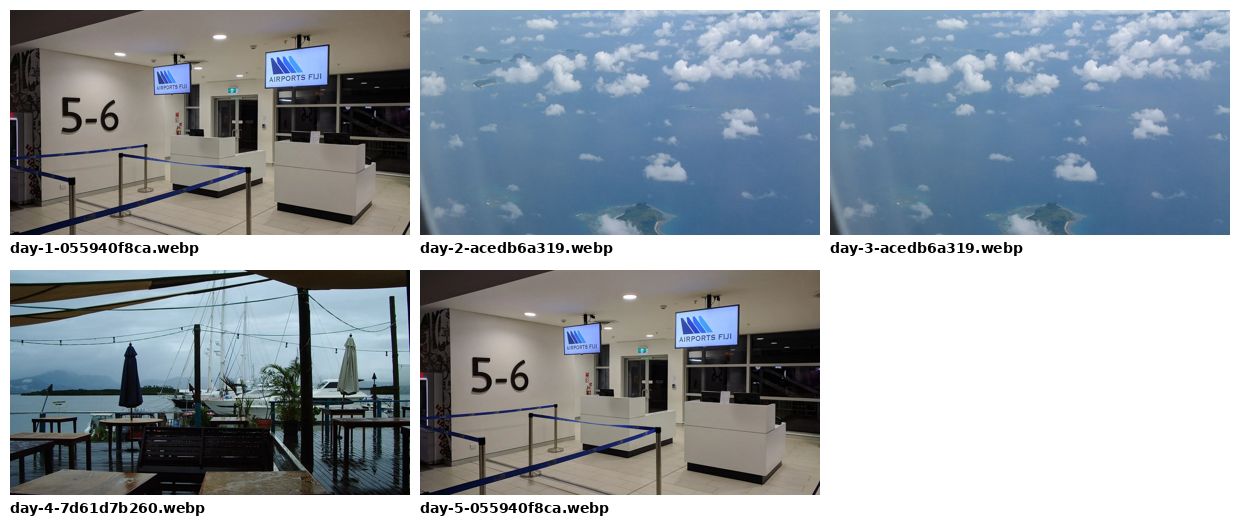 5-6
AIRPORTS FIJI
AIRPORTS FIJI
day-1-055940f8ca.webp
day-2-acedb6a319.webp
day-3-acedb6a319.webp
day-4-7d61d7b260.webp
5-6
AIRPORTS FIJI
AIRPORTS FIJI
day-5-055940f8ca.webp